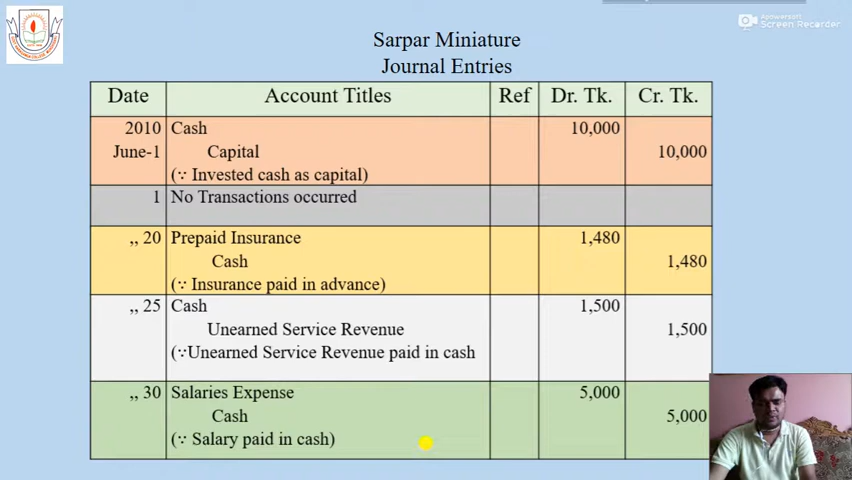 Apowersoft
Screen Recorder
Sarpar Miniature
Journal Entries
Date Account Titles Ref Dr. Tk. Cr. Tk.
2010 Cash 10,000
June-1 Capital 10,000
(∵ Invested cash as capital)
1 No Transactions occurred
,, 20 Prepaid Insurance 1,480
Cash 1,480
(∵ Insurance paid in advance)
,, 25 Cash 1,500
Unearned Service Revenue 1,500
(∵Unearned Service Revenue paid in cash
,, 30 Salaries Expense 5,000
Cash 5,000
(∵ Salary paid in cash)